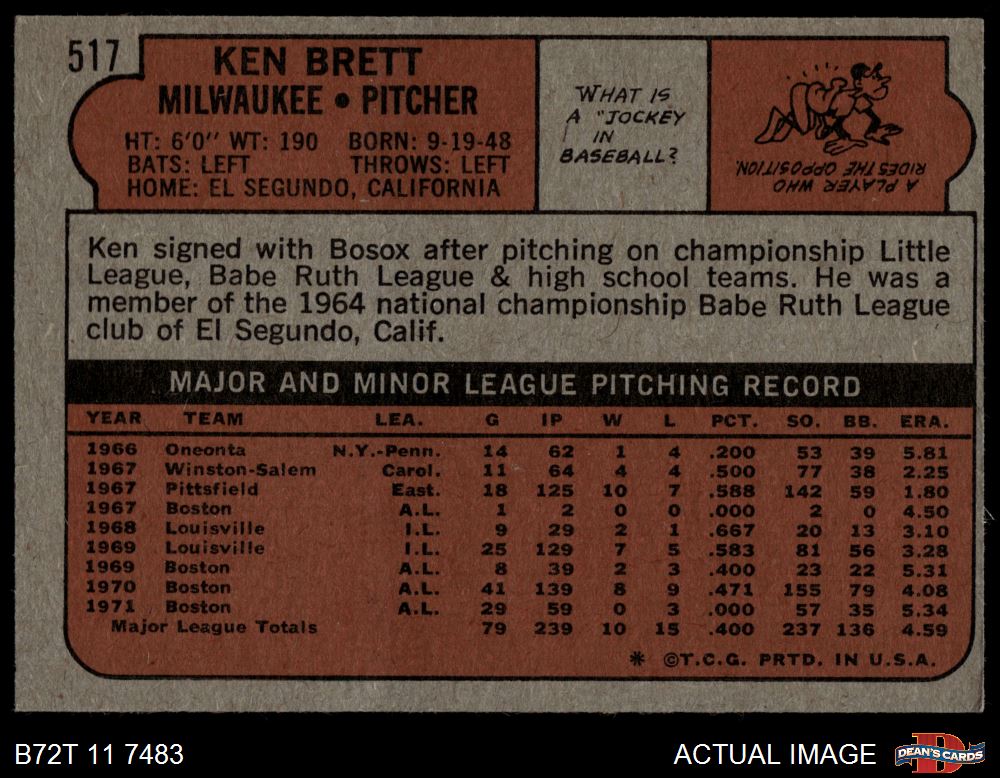 517
KEN BRETT
MILWAUKEE • PITCHER
HT: 6'0" WT: 190 BORN: 9-19-48
BATS: LEFT THROWS: LEFT
HOME: EL SEGUNDO, CALIFORNIA
WHAT IS
A "JOCKEY
IN
BASEBALL?
A PLAYER WHO
RIDES THE OPPOSITION.
Ken signed with Bosox after pitching on championship Little
League, Babe Ruth League & high school teams. He was a
member of the 1964 national championship Babe Ruth League
club of El Segundo, Calif.
MAJOR AND MINOR LEAGUE PITCHING RECORD
YEAR TEAM LEA. G IP W L PCT. SO. BB. ERA.
1966 Oneonta N.Y.-Penn. 14 62 1 4 .200 53 39 5.81
1967 Winston-Salem Carol. 11 64 4 4 .500 77 38 2.25
1967 Pittsfield East. 18 125 10 7 .588 142 59 1.80
1967 Boston A.L. 1 2 0 0 .000 2 0 4.50
1968 Louisville I.L. 9 29 2 1 .667 20 13 3.10
1969 Louisville I.L. 25 129 7 5 .583 81 56 3.28
1969 Boston A.L. 8 39 2 3 .400 23 22 5.31
1970 Boston A.L. 41 139 8 9 .471 155 79 4.08
1971 Boston A.L. 29 59 0 3 .000 57 35 5.34
Major League Totals 79 239 10 15 .400 237 136 4.59
* ©T.C.G. PRTD. IN U.S.A.
B72T 11 7483
ACTUAL IMAGE
DEAN'S CARDS